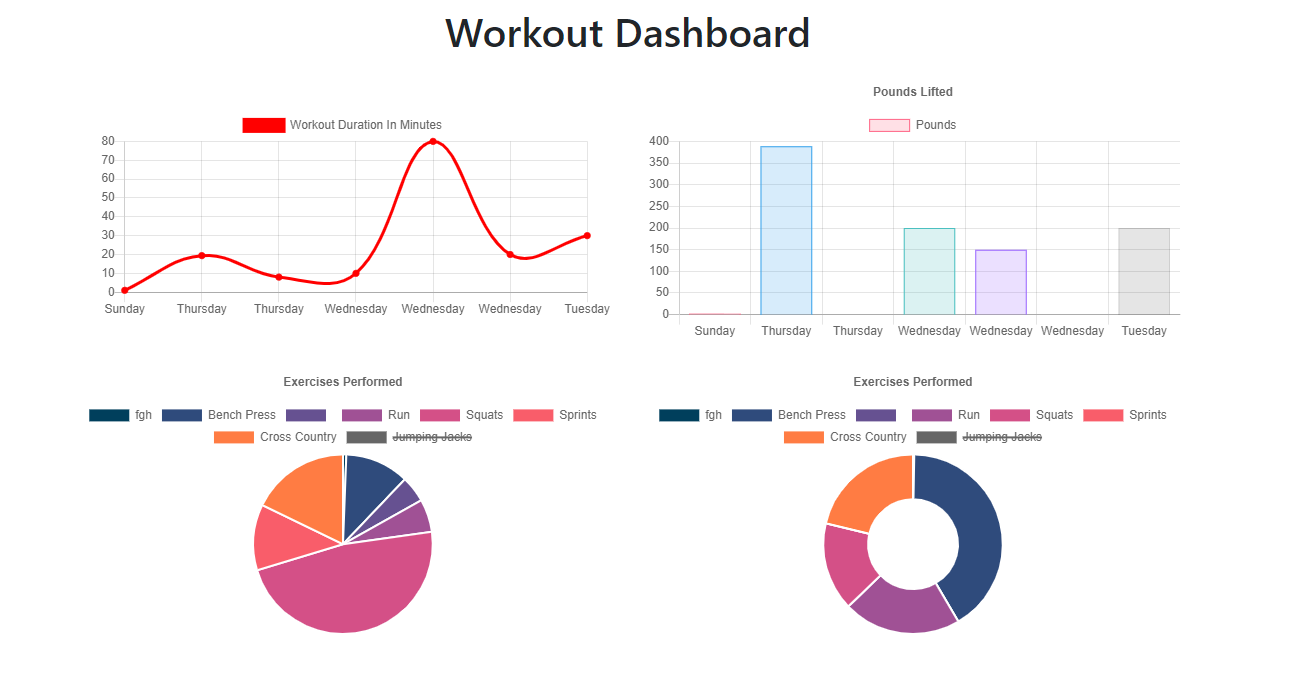 Workout Dashboard
Workout Duration In Minutes
80
70
60
50
40
30
20
10
0
Sunday Thursday Thursday Wednesday Wednesday Wednesday Tuesday
Pounds Lifted
Pounds
400
350
300
250
200
150
100
50
0
Sunday Thursday Thursday Wednesday Wednesday Wednesday Tuesday
Exercises Performed
fgh Bench Press Run Squats Sprints
Cross Country Jumping Jacks
Exercises Performed
fgh Bench Press Run Squats Sprints
Cross Country Jumping Jacks